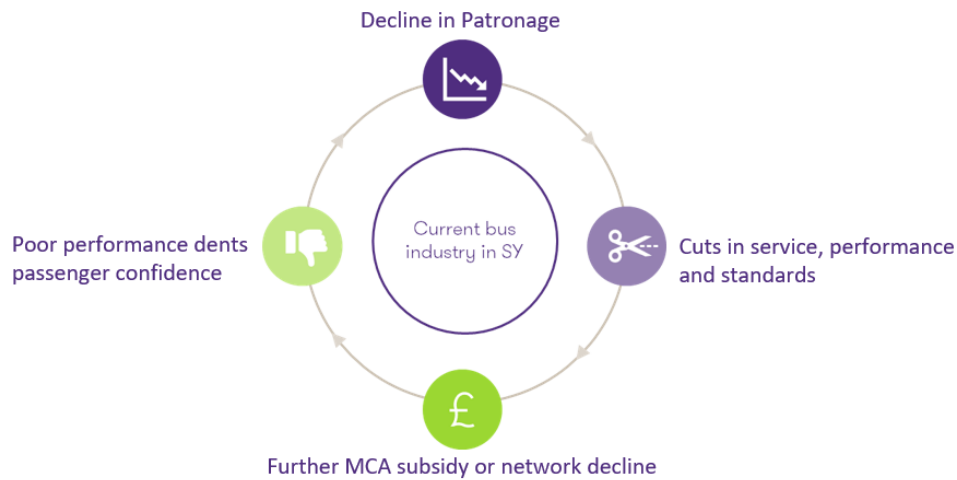 Decline in Patronage
Current bus
industry in SY
Poor performance dents
passenger confidence
Cuts in service, performance
and standards
£
Further MCA subsidy or network decline